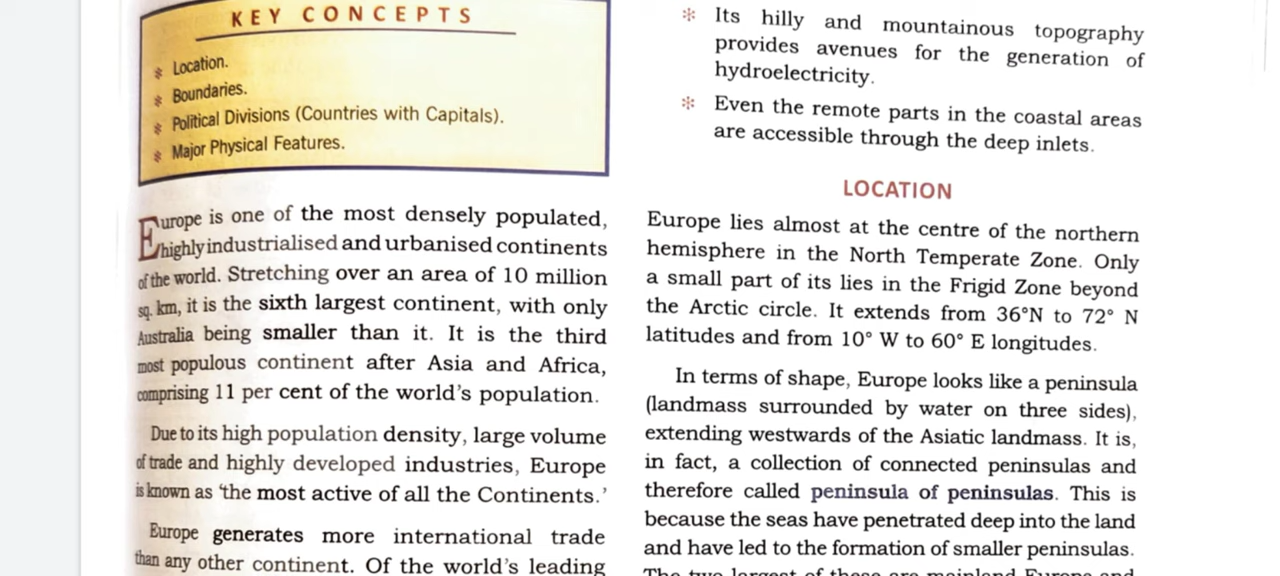 KEY CONCEPTS
* Location.
* Boundaries.
* Political Divisions (Countries with Capitals).
* Major Physical Features.
Europe is one of the most densely populated,
highly industrialised and urbanised continents
of the world. Stretching over an area of 10 million
sq. km, it is the sixth largest continent, with only
Australia being smaller than it. It is the third
most populous continent after Asia and Africa,
comprising 11 per cent of the world's population.
Due to its high population density, large volume
of trade and highly developed industries, Europe
is known as 'the most active of all the Continents.'
Europe generates more international trade
than any other continent. Of the world's leading
* Its hilly and mountainous topography
provides avenues for the generation of
hydroelectricity.
* Even the remote parts in the coastal areas
are accessible through the deep inlets.
LOCATION
Europe lies almost at the centre of the northern
hemisphere in the North Temperate Zone. Only
a small part of its lies in the Frigid Zone beyond
the Arctic circle. It extends from 36°N to 72° N
latitudes and from 10° W to 60° E longitudes.
In terms of shape, Europe looks like a peninsula
(landmass surrounded by water on three sides),
extending westwards of the Asiatic landmass. It is,
in fact, a collection of connected peninsulas and
therefore called peninsula of peninsulas. This is
because the seas have penetrated deep into the land
and have led to the formation of smaller peninsulas.
The two largest of these are mainland Europe and